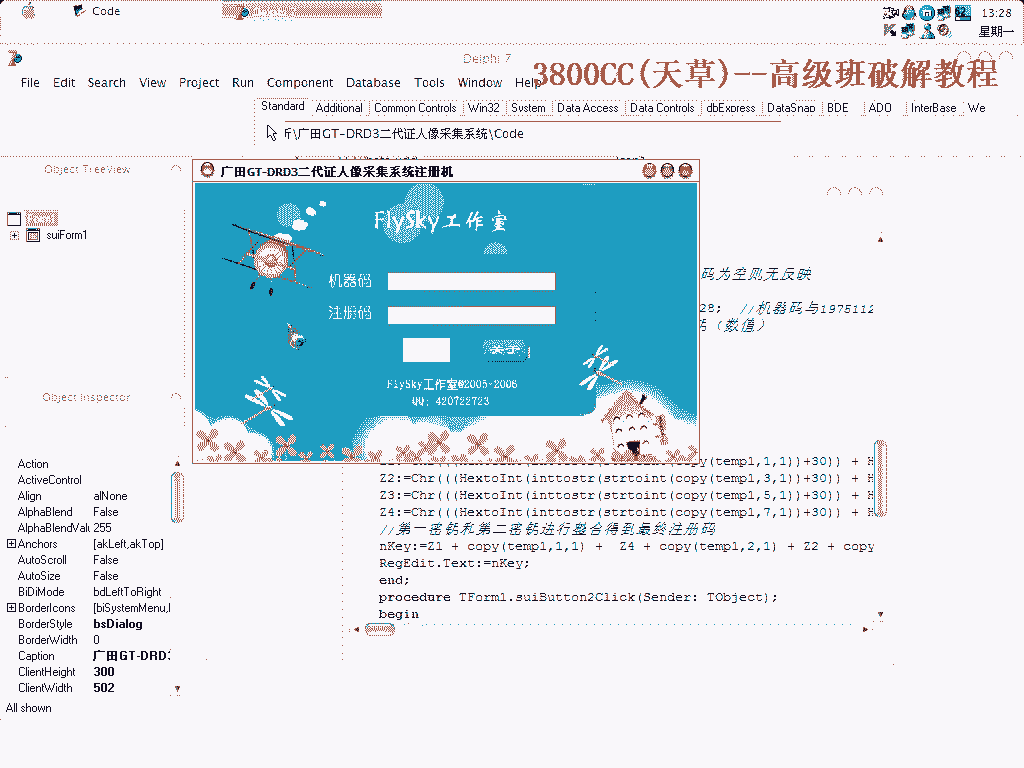 Code
13:28
星期一
Delphi 7
3800CC(天草)--高级班破解教程
File Edit Search View Project Run Component Database Tools Window Help
Standard Additional Common Controls Win32 System Data Access Data Controls dbExpress DataSnap BDE ADO InterBase We
\广田GT-DRD3二代证人像采集系统\Code
Object TreeView
suiForm1
广田GT-DRD3二代证人像采集系统注册机
FlySky工作室
机器码
注册码
关于
FlySky工作室©2005-2006
QQ: 420722723
码为空则无反映
28; //机器码与1975112
(数值)
Object Inspector
Action
ActiveControl
Align alNone
AlphaBlend False
AlphaBlendValu 255
Anchors [akLeft,akTop]
AutoScroll False
AutoSize False
BiDiMode bdLeftToRight
BorderIcons [biSystemMenu,
BorderStyle bsDialog
BorderWidth 0
Caption 广田GT-DRD
ClientHeight 300
ClientWidth 502
All shown
Z2:=Chr(((HextoInt(inttostr(strtoint(copy(temp1,3,1))+30)) + H
Z3:=Chr(((HextoInt(inttostr(strtoint(copy(temp1,5,1))+30)) + H
Z4:=Chr(((HextoInt(inttostr(strtoint(copy(temp1,7,1))+30)) + H
//第一密钥和第二密钥进行整合得到最终注册码
nKey:=Z1 + copy(temp1,1,1) + Z4 + copy(temp1,2,1) + Z2 + copy
RegEdit.Text:=nKey;
end;
procedure TForm1.suiButton2Click(Sender: TObject);
begin